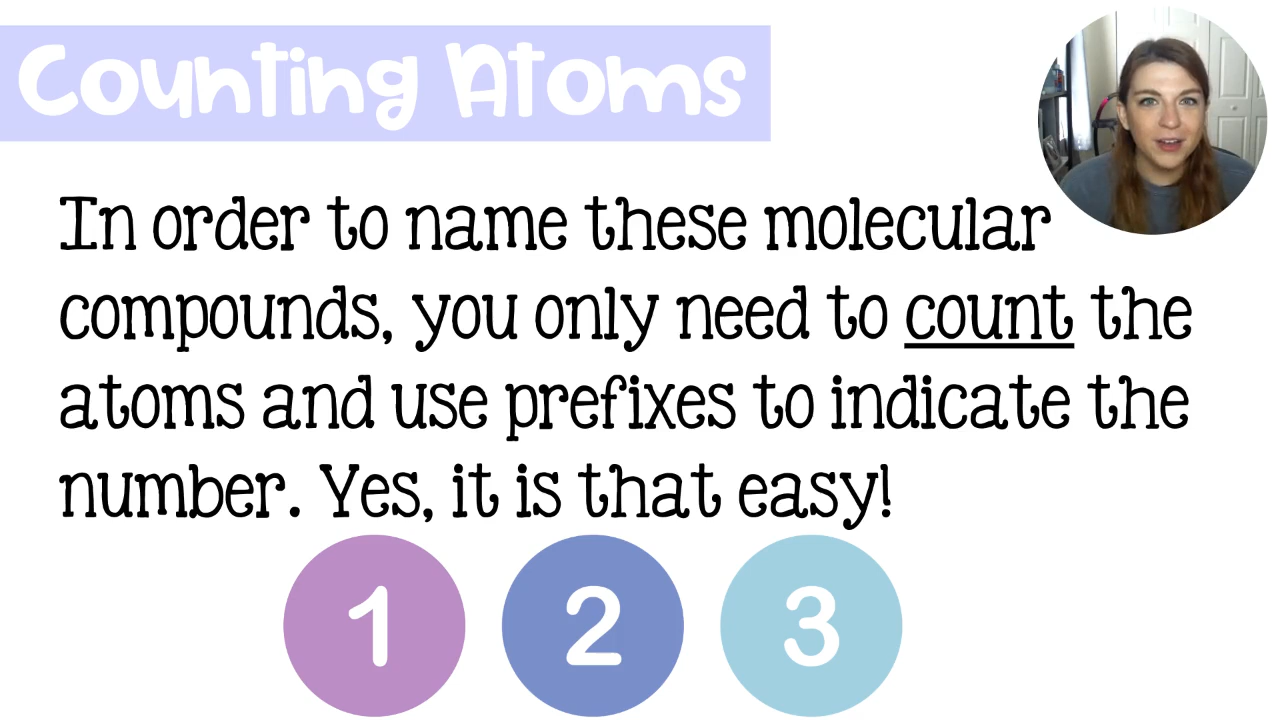 Counting Atoms
In order to name these molecular
compounds, you only need to count the
atoms and use prefixes to indicate the
number. Yes, it is that easy!
1 2 3